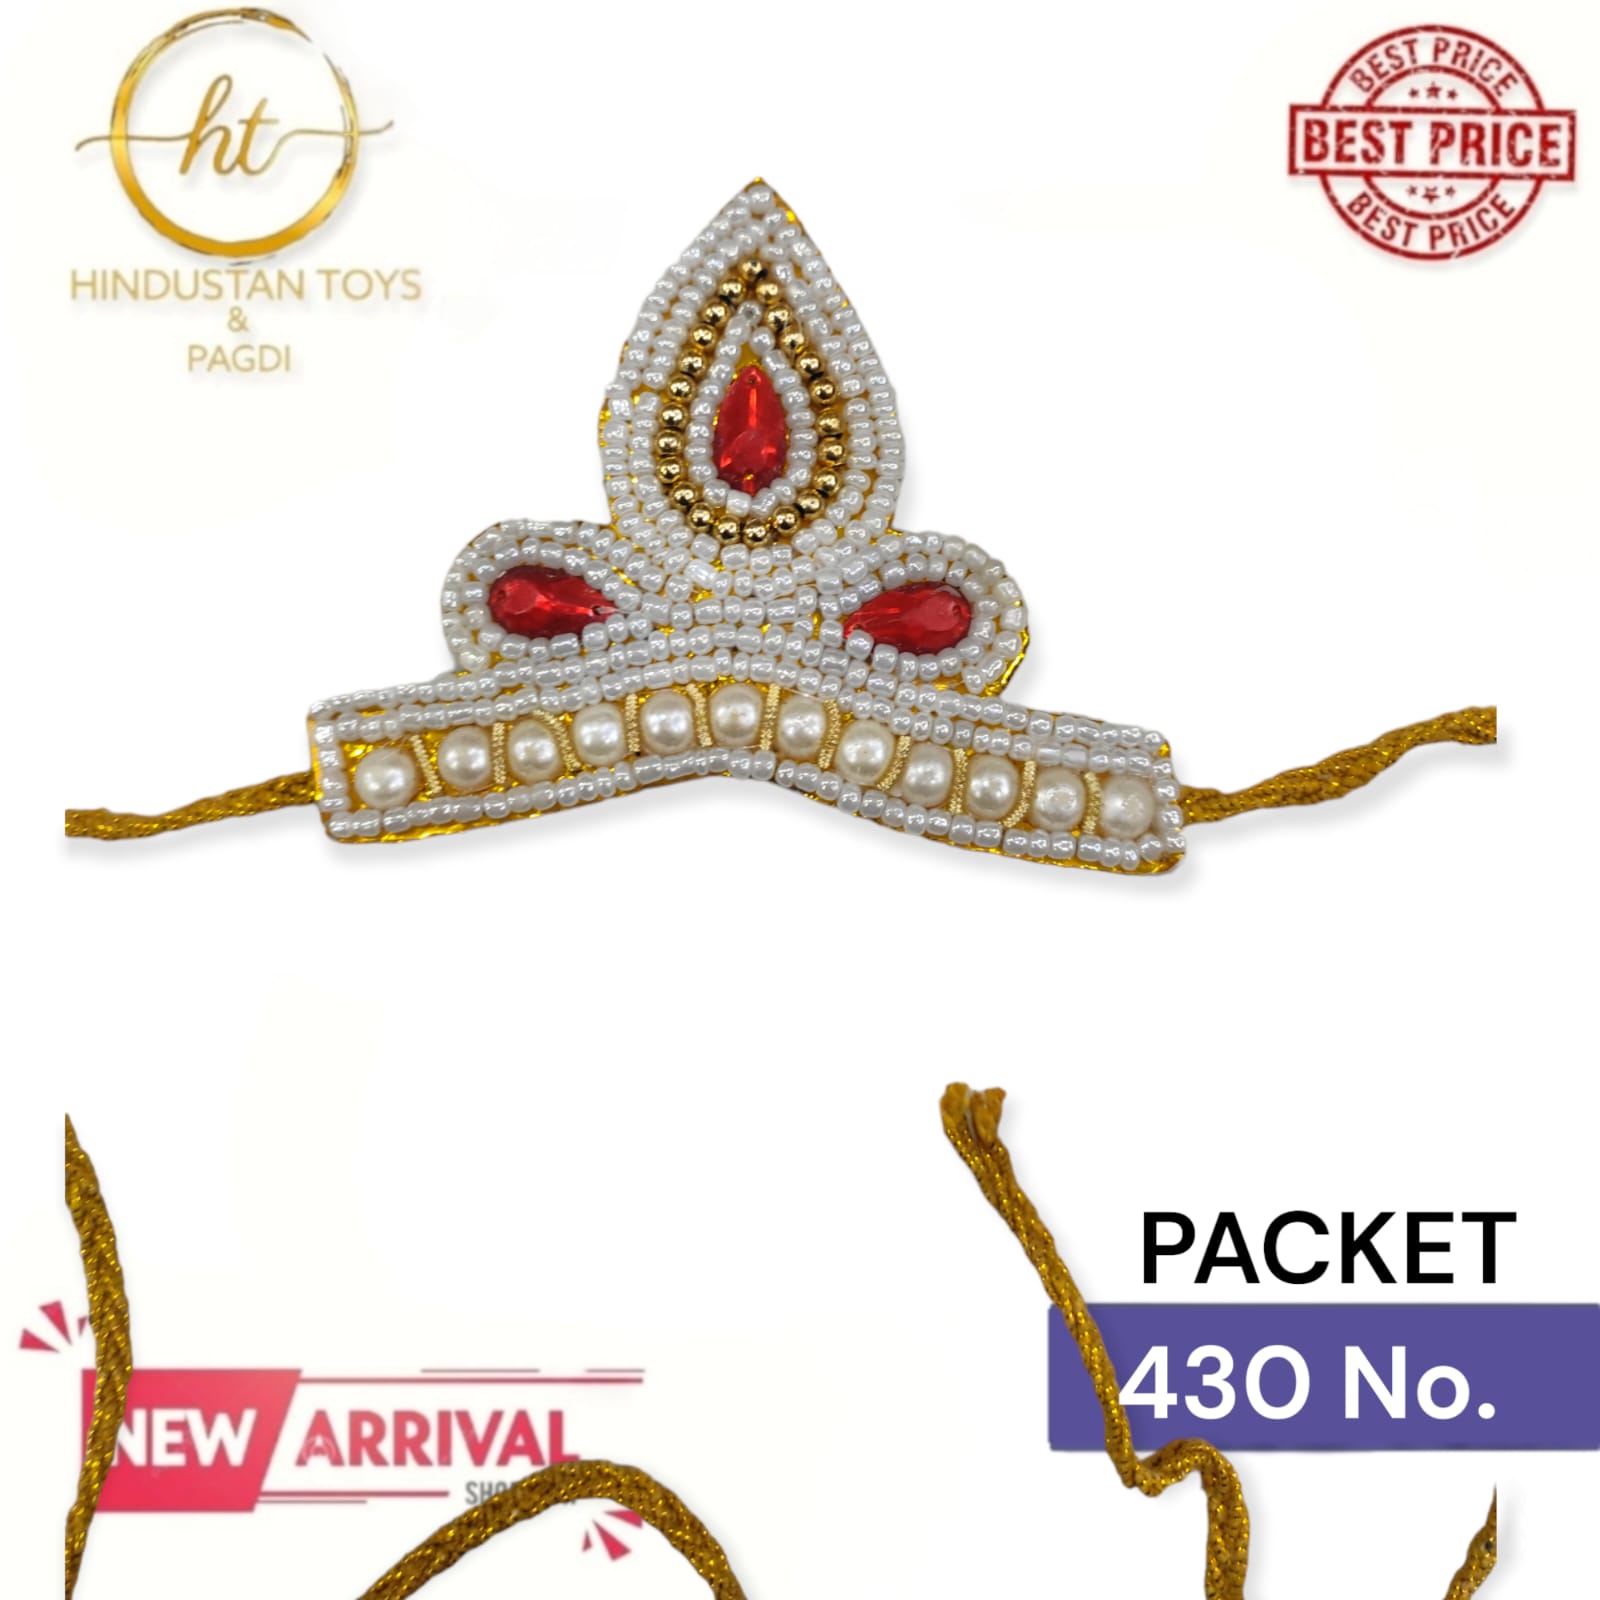 ht
HINDUSTAN TOYS
&
PAGDI
BEST PRICE
BEST PRICE
BEST PRICE
PACKET
430 No.
NEW ARRIVAL